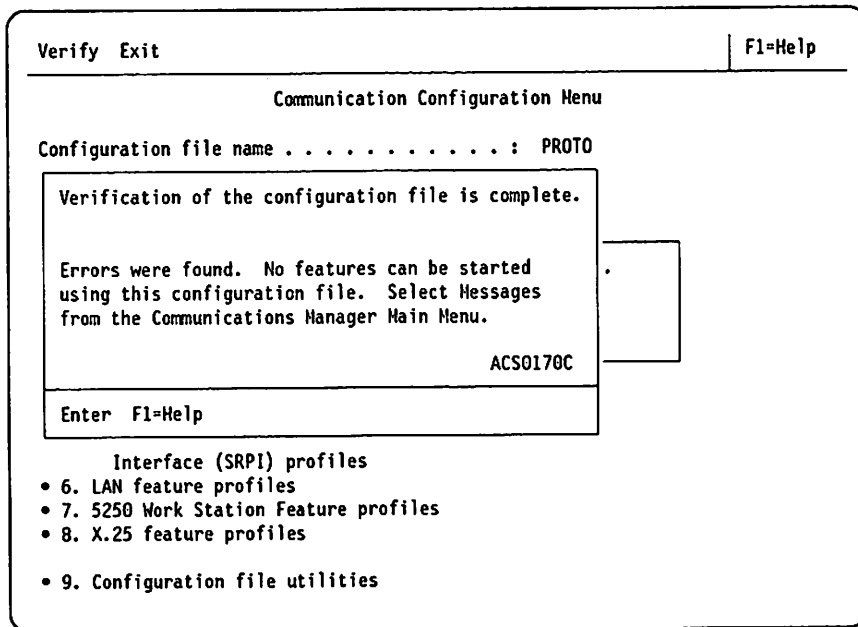 Verify Exit F1=Help
Communication Configuration Menu
Configuration file name . . . . . . . . . . . : PROTO
Verification of the configuration file is complete.
Errors were found. No features can be started
using this configuration file. Select Messages
from the Communications Manager Main Menu.
.
ACS0170C
Enter F1=Help
Interface (SRPI) profiles
• 6. LAN feature profiles
• 7. 5250 Work Station Feature profiles
• 8. X.25 feature profiles
• 9. Configuration file utilities